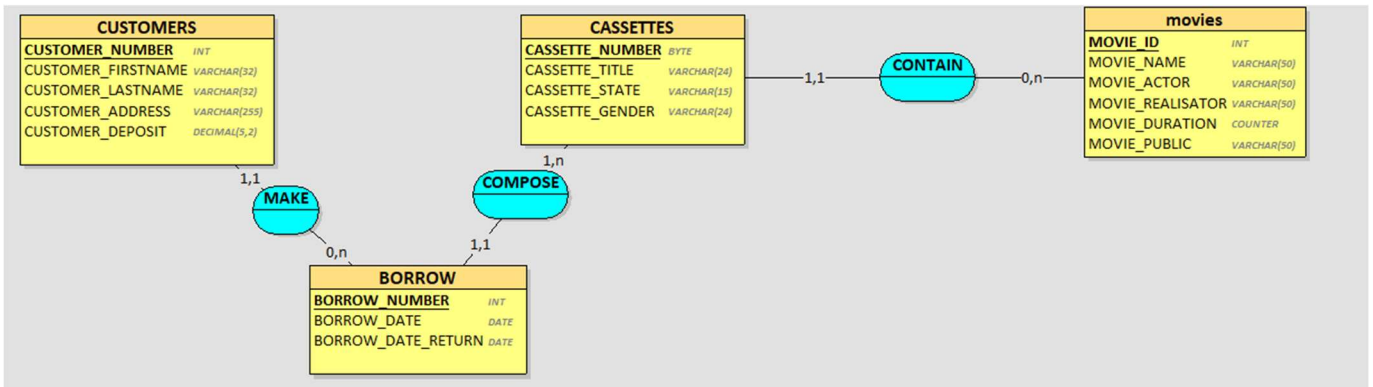 CUSTOMERS
CUSTOMER_NUMBER INT
CUSTOMER_FIRSTNAME VARCHAR(32)
CUSTOMER_LASTNAME VARCHAR(32)
CUSTOMER_ADDRESS VARCHAR(255)
CUSTOMER_DEPOSIT DECIMAL(5,2)
1,1
MAKE
0,n
BORROW
BORROW_NUMBER INT
BORROW_DATE DATE
BORROW_DATE_RETURN DATE
1,1
COMPOSE
1,n
CASSETTES
CASSETTE_NUMBER BYTE
CASSETTE_TITLE VARCHAR(24)
CASSETTE_STATE VARCHAR(15)
CASSETTE_GENDER VARCHAR(24)
1,1
CONTAIN
0,n
movies
MOVIE_ID INT
MOVIE_NAME VARCHAR(50)
MOVIE_ACTOR VARCHAR(50)
MOVIE_REALISATOR VARCHAR(50)
MOVIE_DURATION COUNTER
MOVIE_PUBLIC VARCHAR(50)